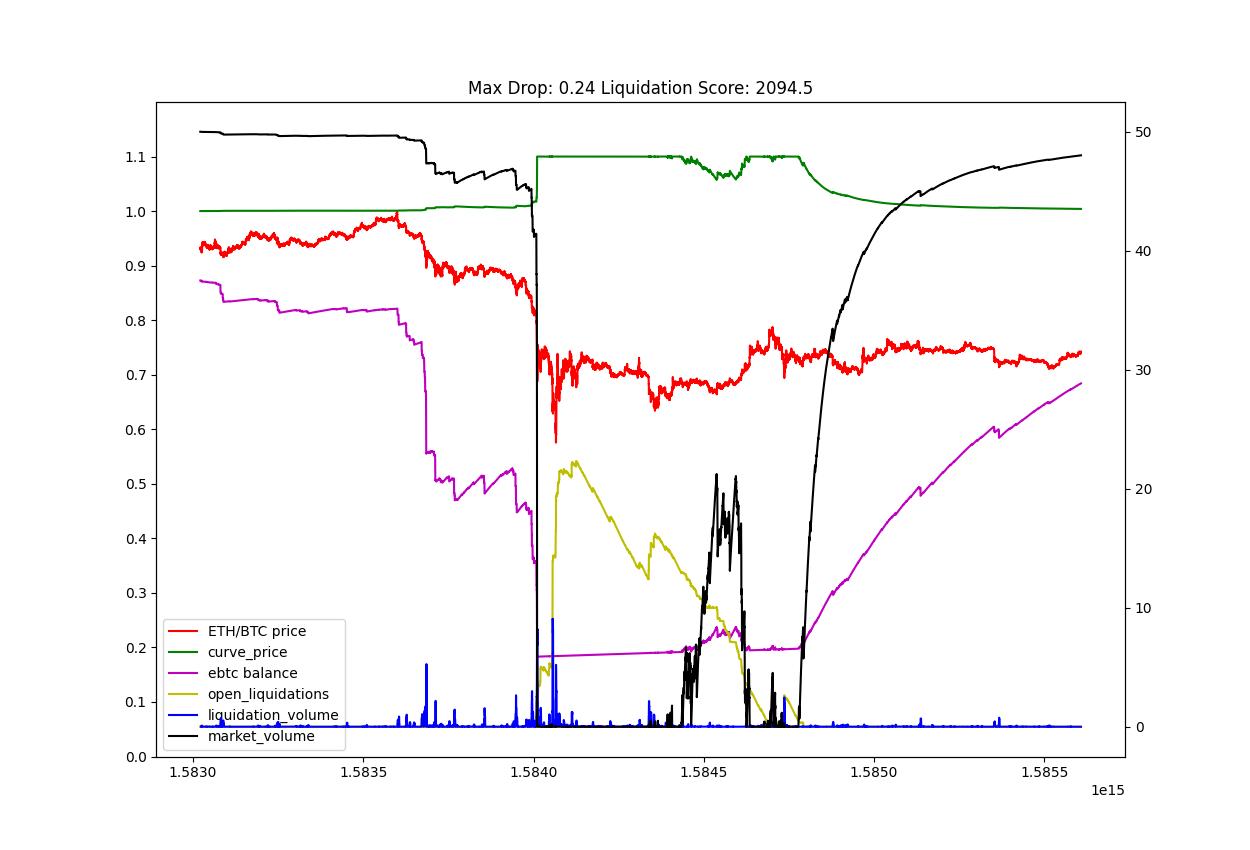 Max Drop: 0.24 Liquidation Score: 2094.5
1.1
1.0
0.9
0.8
0.7
0.6
0.5
0.4
0.3
0.2
0.1
0.0
50
40
30
20
10
0
ETH/BTC price
curve_price
ebtc balance
open_liquidations
liquidation_volume
market_volume
1.5830 1.5835 1.5840 1.5845 1.5850 1.5855
1e15